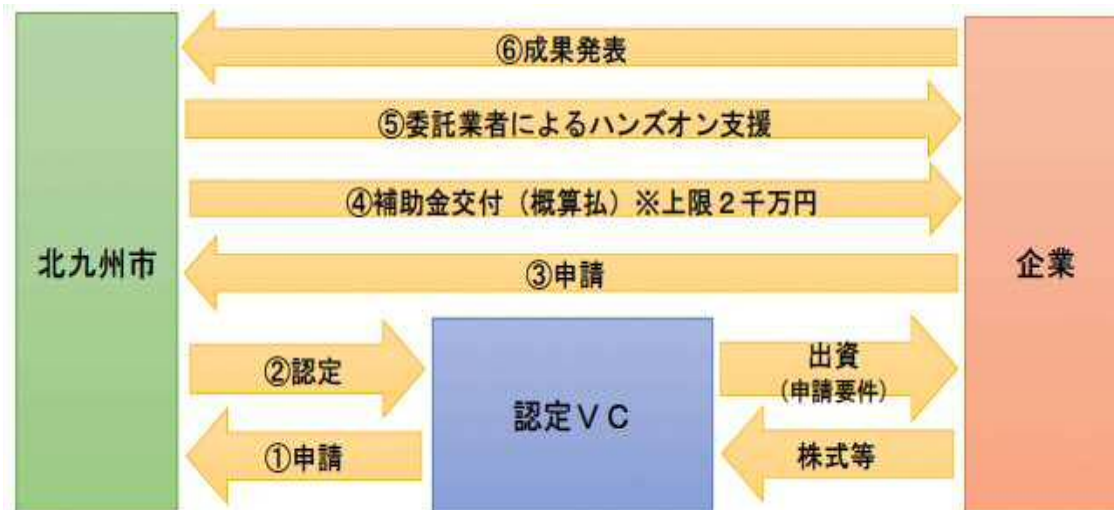 ⑥成果発表
⑤委託業者によるハンズオン支援
④補助金交付（概算払）※上限２千万円
北九州市
企業
③申請
②認定
出資
（申請要件）
認定ＶＣ
①申請
株式等